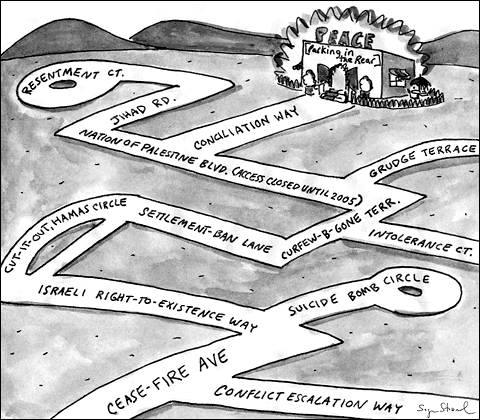 PEACE
Parking in
the Rear
RESENTMENT CT.
JIHAD RD.
CONCILIATION WAY
NATION OF PALESTINE BLVD. (ACCESS CLOSED UNTIL 2005)
GRUDGE TERRACE
CUT-IT-OUT, HAMAS CIRCLE
SETTLEMENT-BAN LANE
CURFEW-B-GONE TERR.
INTOLERANCE CT.
ISRAELI RIGHT-TO-EXISTENCE WAY
SUICIDE BOMB CIRCLE
CEASE-FIRE AVE
CONFLICT ESCALATION WAY